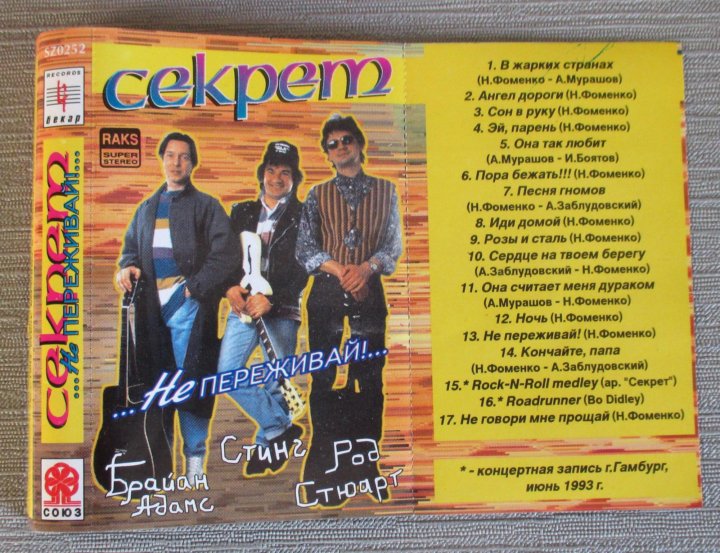 SZ0252
RECORDS
бекар
Секрет
...Не ПЕРЕЖИВАЙ!...
СОЮЗ
Секрет
RAKS
SUPER
STEREO
...Не ПЕРЕЖИВАЙ!...
Брайан
Адамс
Стинг
Род
Стюарт
1. В жарких странах
(Н.Фоменко - А.Мурашов)
2. Ангел дороги (Н.Фоменко)
3. Сон в руку (Н.Фоменко)
4. Эй, парень (Н.Фоменко)
5. Она так любит
(А.Мурашов - И.Боятов)
6. Пора бежать!!! (Н.Фоменко)
7. Песня гномов
(Н.Фоменко - А.Заблудовский)
8. Иди домой (Н.Фоменко)
9. Розы и сталь (Н.Фоменко)
10. Сердце на твоем берегу
(А.Заблудовский - Н.Фоменко)
11. Она считает меня дураком
(А.Мурашов - Н.Фоменко)
12. Ночь (Н.Фоменко)
13. Не переживай! (Н.Фоменко)
14. Кончайте, папа
(Н.Фоменко - А.Заблудовский)
15.* Rock-N-Roll medley (ар. "Секрет")
16.* Roadrunner (Bo Didley)
17. Не говори мне прощай (Н.Фоменко)
* - концертная запись г.Гамбург,
июнь 1993 г.